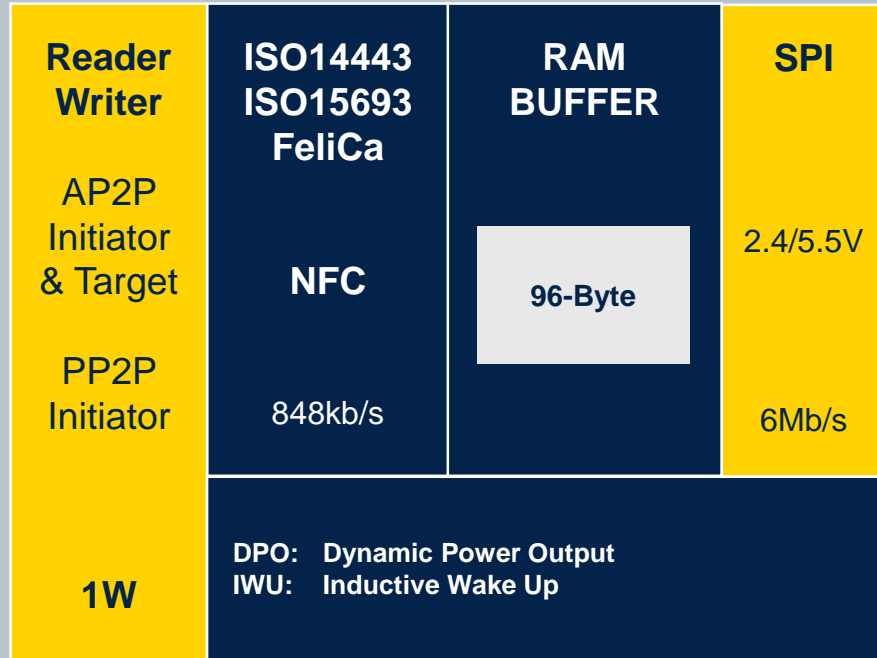 Reader
Writer
AP2P
Initiator
& Target
PP2P
Initiator
1W
ISO14443
ISO15693
FeliCa
NFC
848kb/s
RAM
BUFFER
96-Byte
SPI
2.4/5.5V
6Mb/s
DPO: Dynamic Power Output
IWU: Inductive Wake Up